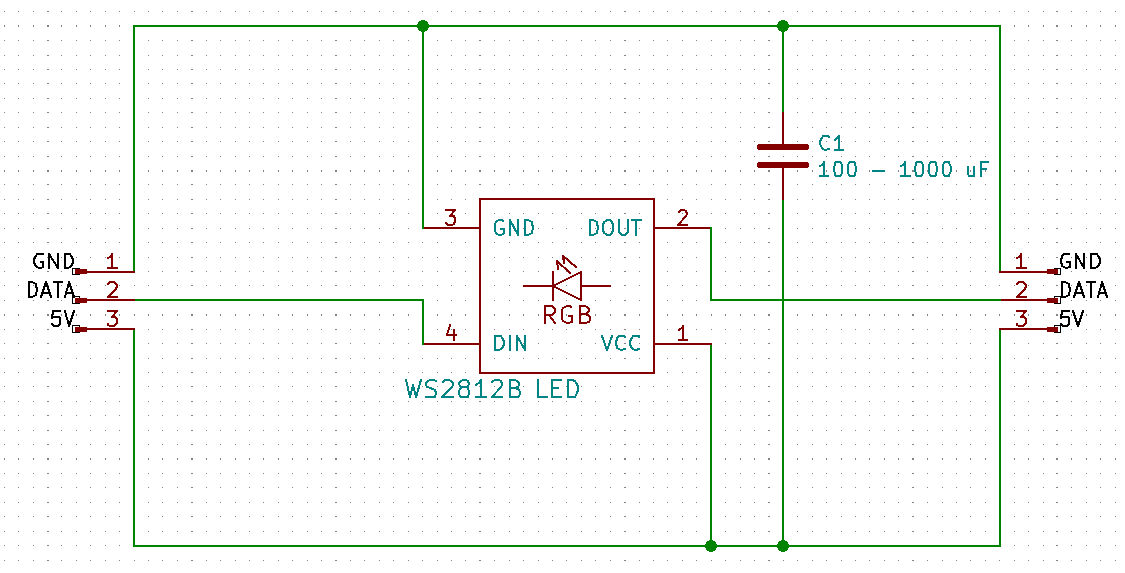 C1
100 – 1000 uF
3 GND DOUT 2
GND 1
1 GND
DATA 2
2 DATA
5V 3
3 5V
RGB
4 DIN VCC 1
WS2812B LED